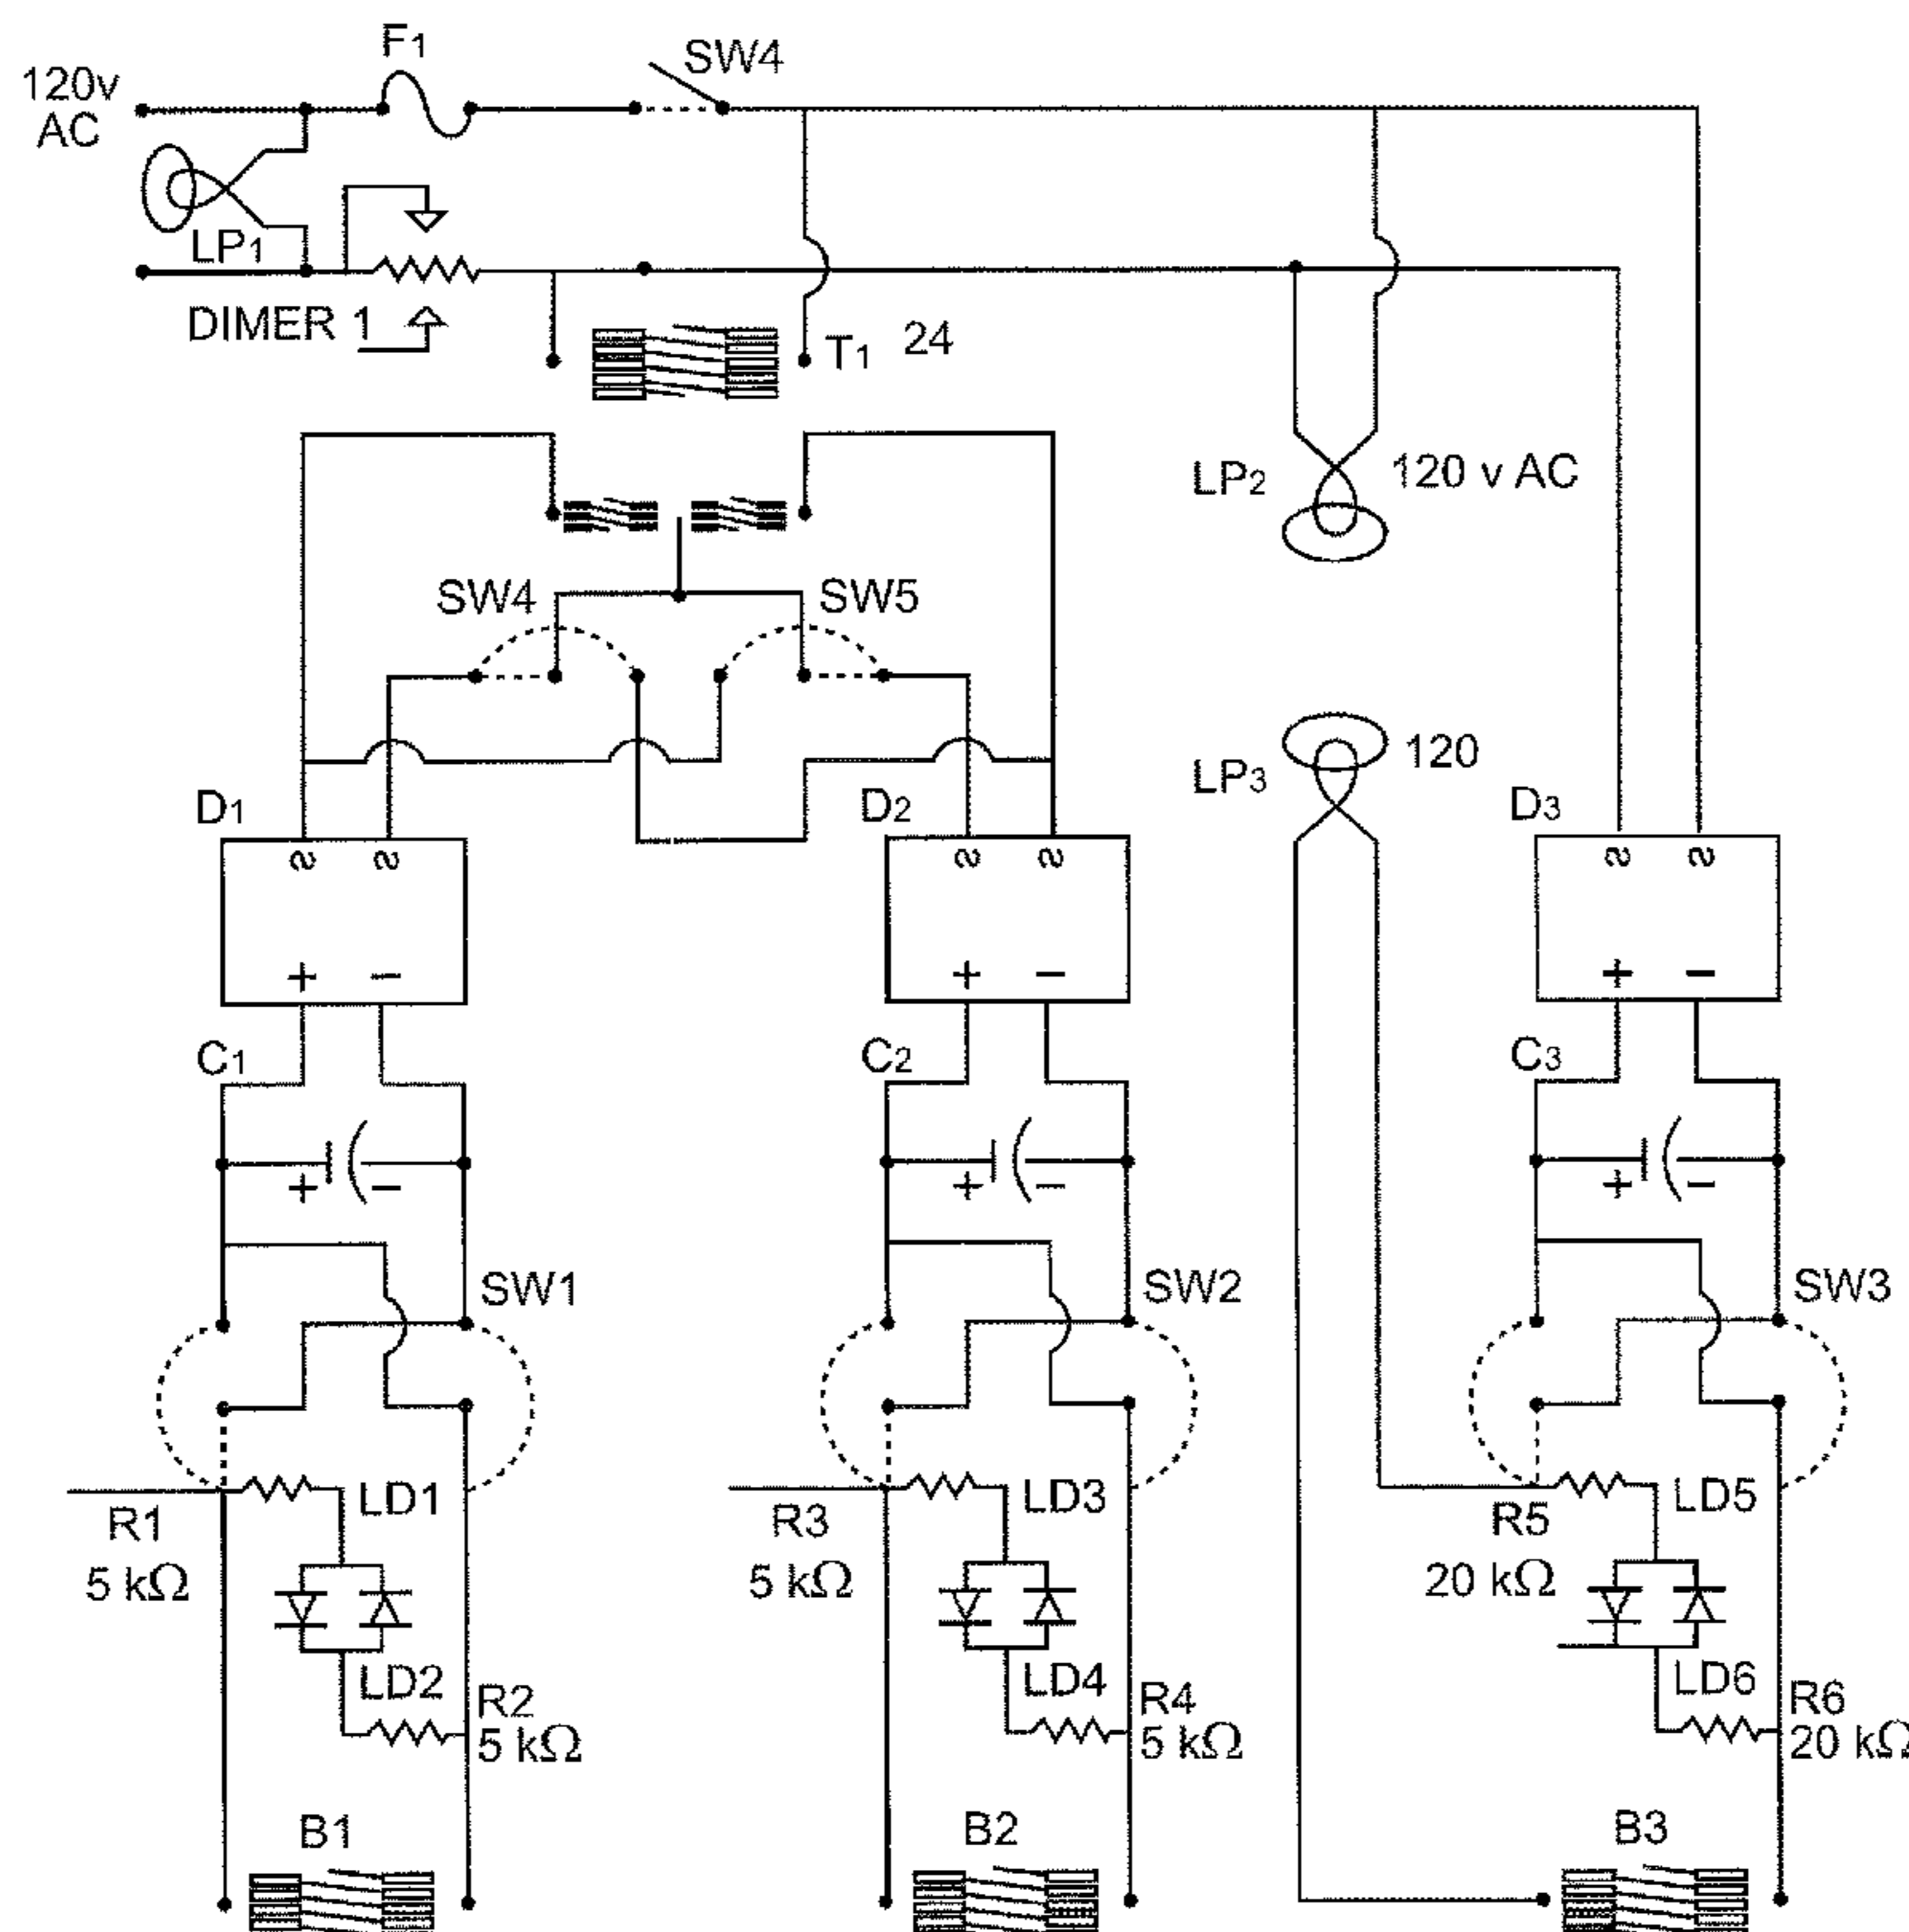 F1
SW4
120v
AC
LP1
DIMER 1
T1 24
LP2 120 v AC
SW4 SW5
LP3 120
D1 D2 D3
+ − + − + −
C1 C2 C3
+ − + − + −
SW1 SW2 SW3
LD1 LD3 LD5
R1 R3 R5
5 kΩ 5 kΩ 20 kΩ
LD2 LD4 LD6
R2 R4 R6
5 kΩ 5 kΩ 20 kΩ
B1 B2 B3